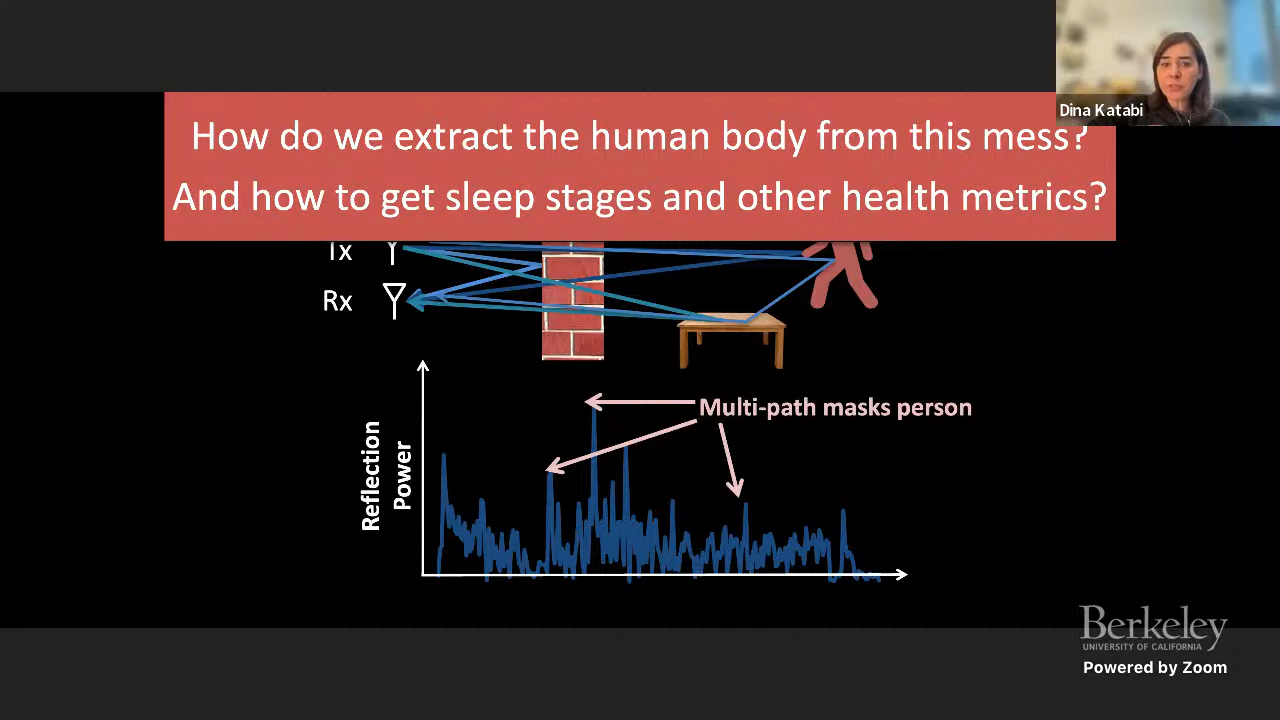 Dina Katabi
How do we extract the human body from this mess?
And how to get sleep stages and other health metrics?
Tx
Rx
Multi-path masks person
Reflection
Power
Berkeley
UNIVERSITY OF CALIFORNIA
Powered by Zoom